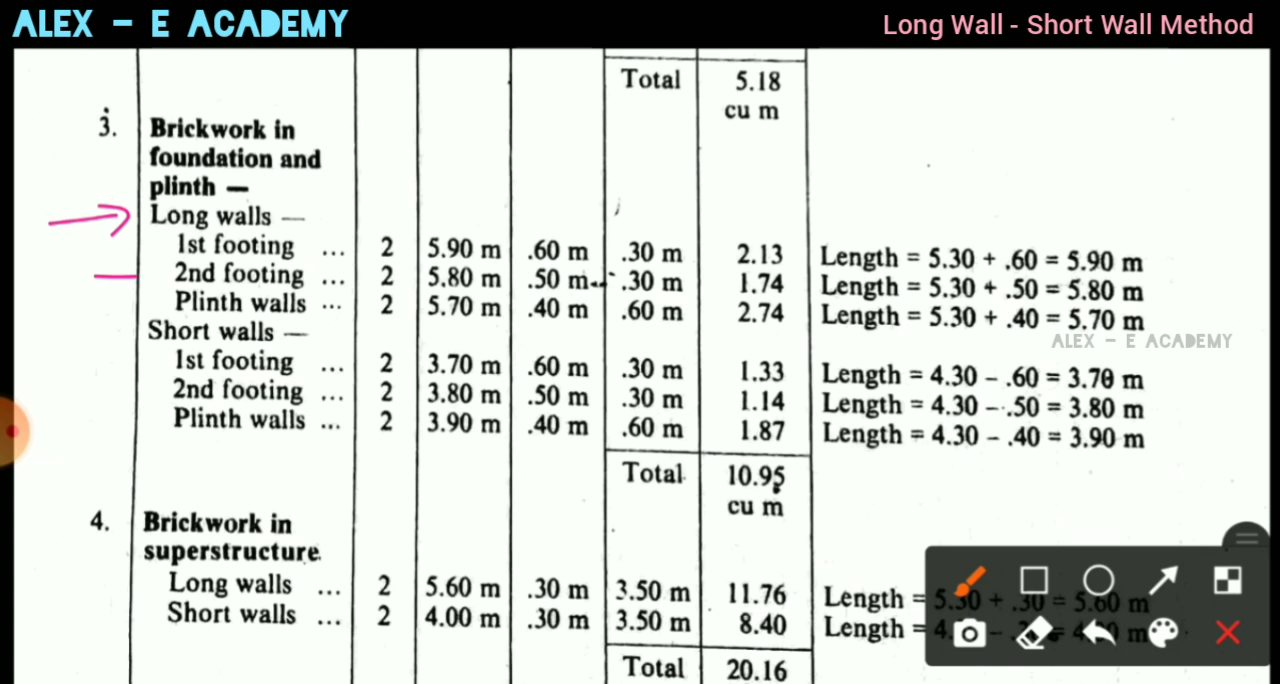 ALEX - E ACADEMY
Long Wall - Short Wall Method
Total 5.18
cu m
3. Brickwork in
foundation and
plinth —
Long walls —
1st footing ... 2 5.90 m .60 m .30 m 2.13 Length = 5.30 + .60 = 5.90 m
2nd footing ... 2 5.80 m .50 m .30 m 1.74 Length = 5.30 + .50 = 5.80 m
Plinth walls ... 2 5.70 m .40 m .60 m 2.74 Length = 5.30 + .40 = 5.70 m
ALEX - E ACADEMY
Short walls —
1st footing ... 2 3.70 m .60 m .30 m 1.33 Length = 4.30 - .60 = 3.70 m
2nd footing ... 2 3.80 m .50 m .30 m 1.14 Length = 4.30 - .50 = 3.80 m
Plinth walls ... 2 3.90 m .40 m .60 m 1.87 Length = 4.30 - .40 = 3.90 m
Total 10.95
cu m
4. Brickwork in
superstructure
Long walls ... 2 5.60 m .30 m 3.50 m 11.76 Length = 5.30 + .30 = 5.60 m
Short walls ... 2 4.00 m .30 m 3.50 m 8.40 Length =
Total 20.16